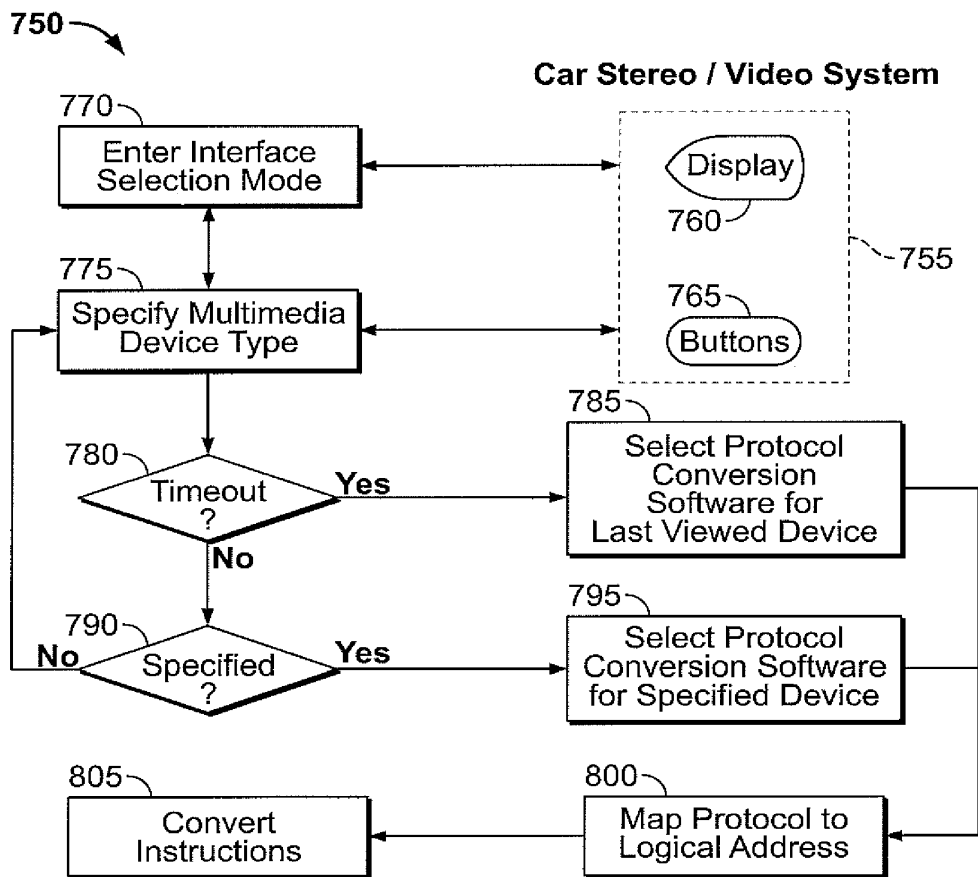 750
Car Stereo / Video System
770
Enter Interface
Selection Mode
Display
760
755
775
Specify Multimedia
Device Type
765
Buttons
780
Timeout
?
Yes
No
785
Select Protocol
Conversion
Software for
Last Viewed Device
790
Specified
?
No
Yes
795
Select Protocol
Conversion Software
for Specified Device
800
Map Protocol to
Logical Address
805
Convert
Instructions